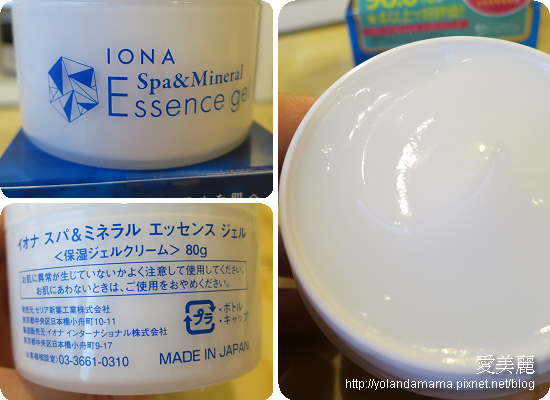 IONA
Spa&Mineral
Essence ge
イオナ スパ&ミネラル エッセンス ジェル
〈保湿ジェルクリーム〉 80g
お肌に異常が生じていないかよく注意して使用してください。
お肌にあわないときは、ご使用をおやめください。
発売元:ゼリア新薬工業株式会社
東京都中央区日本橋小舟町10-11
製造販売元:イオナ インターナショナル株式会社
東京都中央区日本橋小舟町9-17
(お客様相談) 03-3661-0310
プラ
・ボトル
・キャップ
MADE IN JAPAN
愛美麗
http://yolandamama.pixnet.net/blog